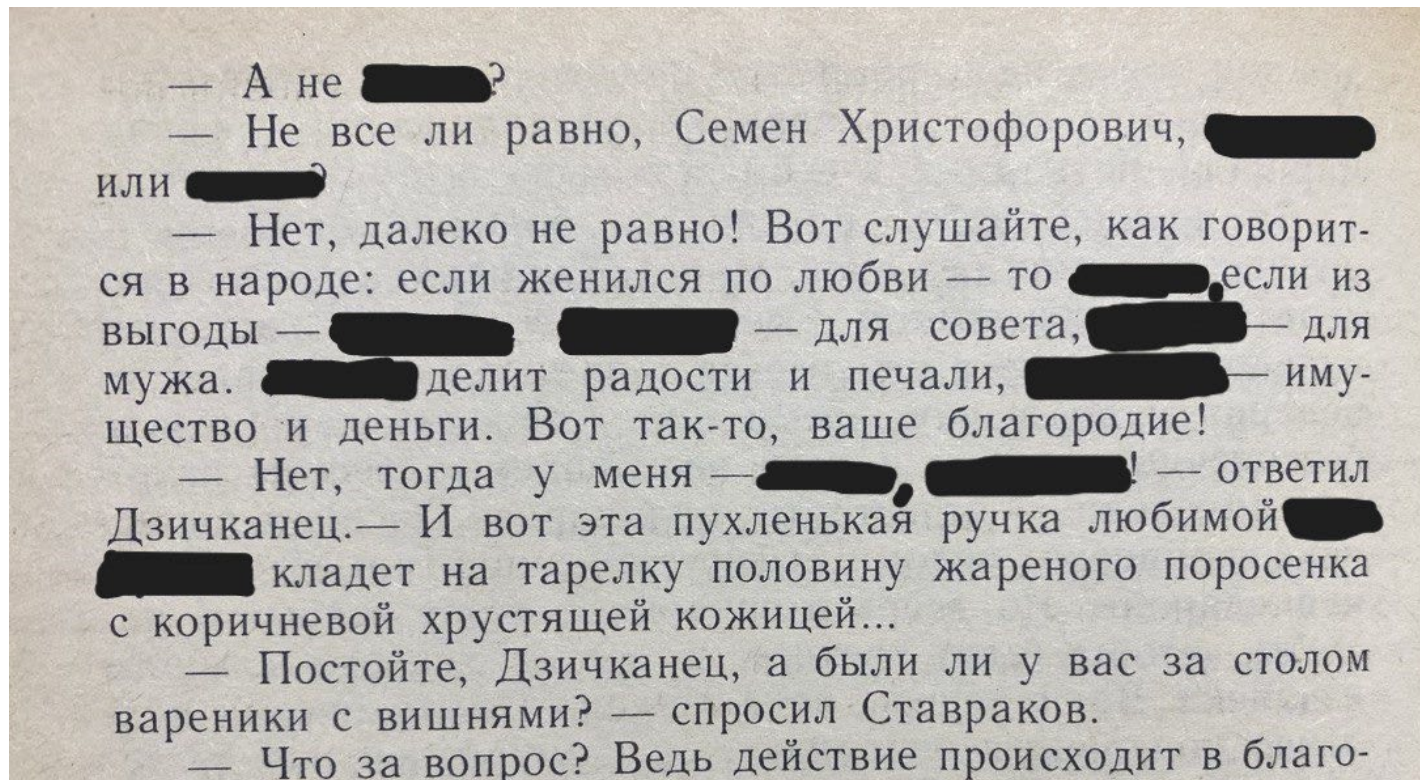 — А не ?
— Не все ли равно, Семен Христофорович,
или ?
— Нет, далеко не равно! Вот слушайте, как говорит-
ся в народе: если женился по любви — то если из
выгоды — — для совета, — для
мужа. делит радости и печали, — иму-
щество и деньги. Вот так-то, ваше благородие!
— Нет, тогда у меня — , ! — ответил
Дзичканец.— И вот эта пухленькая ручка любимой
кладет на тарелку половину жареного поросенка
с коричневой хрустящей кожицей...
— Постойте, Дзичканец, а были ли у вас за столом
вареники с вишнями? — спросил Ставраков.
— Что за вопрос? Ведь действие происходит в благо-